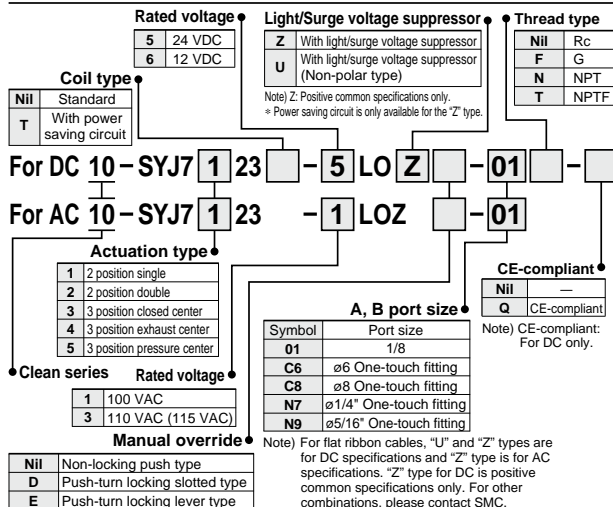 Rated voltage
5 24 VDC
6 12 VDC
Light/Surge voltage suppressor
Z With light/surge voltage suppressor
U With light/surge voltage suppressor (Non-polar type)
Note) Z: Positive common specifications only.
* Power saving circuit is only available for the “Z” type.
Thread type
Nil Rc
F G
N NPT
T NPTF
Coil type
Nil Standard
T With power saving circuit
For DC 10 – SYJ7 1 23 – 5 LO Z – 01 –
For AC 10 – SYJ7 1 23 – 1 LOZ – 01
Actuation type
1 2 position single
2 2 position double
3 3 position closed center
4 3 position exhaust center
5 3 position pressure center
Clean series
Rated voltage
1 100 VAC
3 110 VAC (115 VAC)
Manual override
Nil Non-locking push type
D Push-turn locking slotted type
E Push-turn locking lever type
A, B port size
Symbol Port size
01 1/8
C6 ø6 One-touch fitting
C8 ø8 One-touch fitting
N7 ø1/4" One-touch fitting
N9 ø5/16" One-touch fitting
CE-compliant
Nil —
Q CE-compliant
Note) CE-compliant:
For DC only.
Note) For flat ribbon cables, “U” and “Z” types are
for DC specifications and “Z” type is for AC
specifications. “Z” type for DC is positive
common specifications only. For other
combinations, please contact SMC.